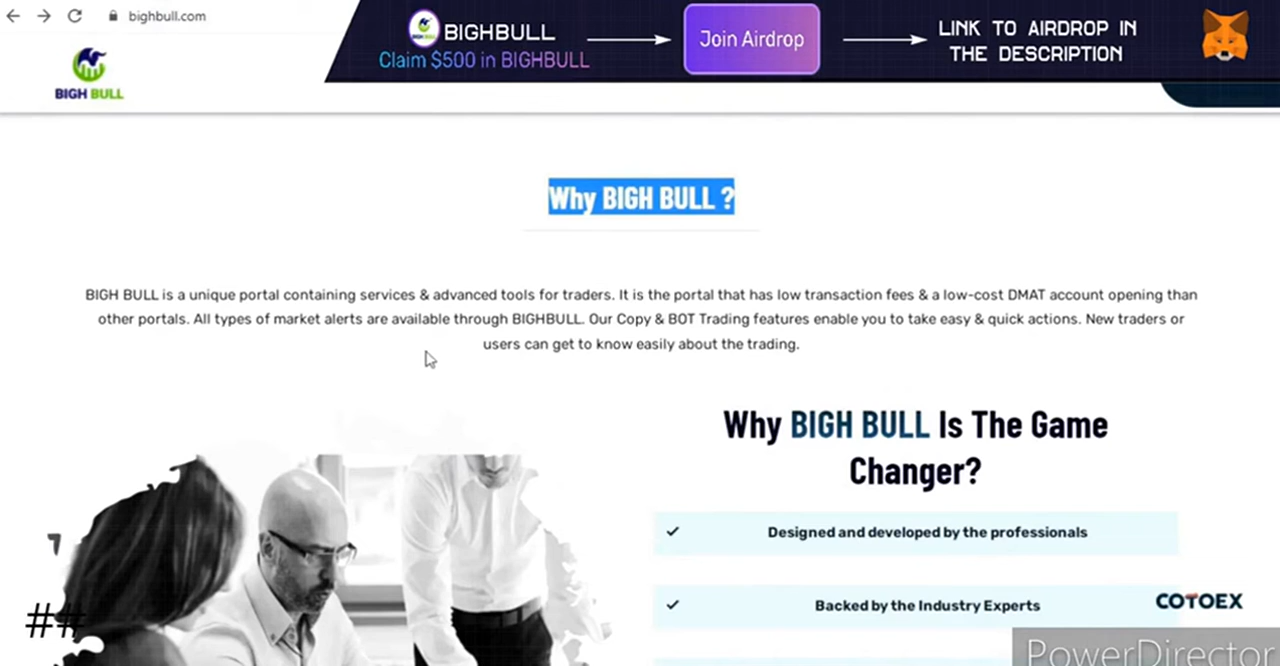 bighbull.com
BIGHBULL
Claim $500 in BIGHBULL
Join Airdrop
LINK TO AIRDROP IN
THE DESCRIPTION
BIGH BULL
Why BIGH BULL ?
BIGH BULL is a unique portal containing services & advanced tools for traders. It is the portal that has low transaction fees & a low-cost DMAT account opening than
other portals. All types of market alerts are available through BIGHBULL. Our Copy & BOT Trading features enable you to take easy & quick actions. New traders or
users can get to know easily about the trading.
Why BIGH BULL Is The Game
Changer?
Designed and developed by the professionals
Backed by the Industry Experts
COTOEX
##
PowerDirector